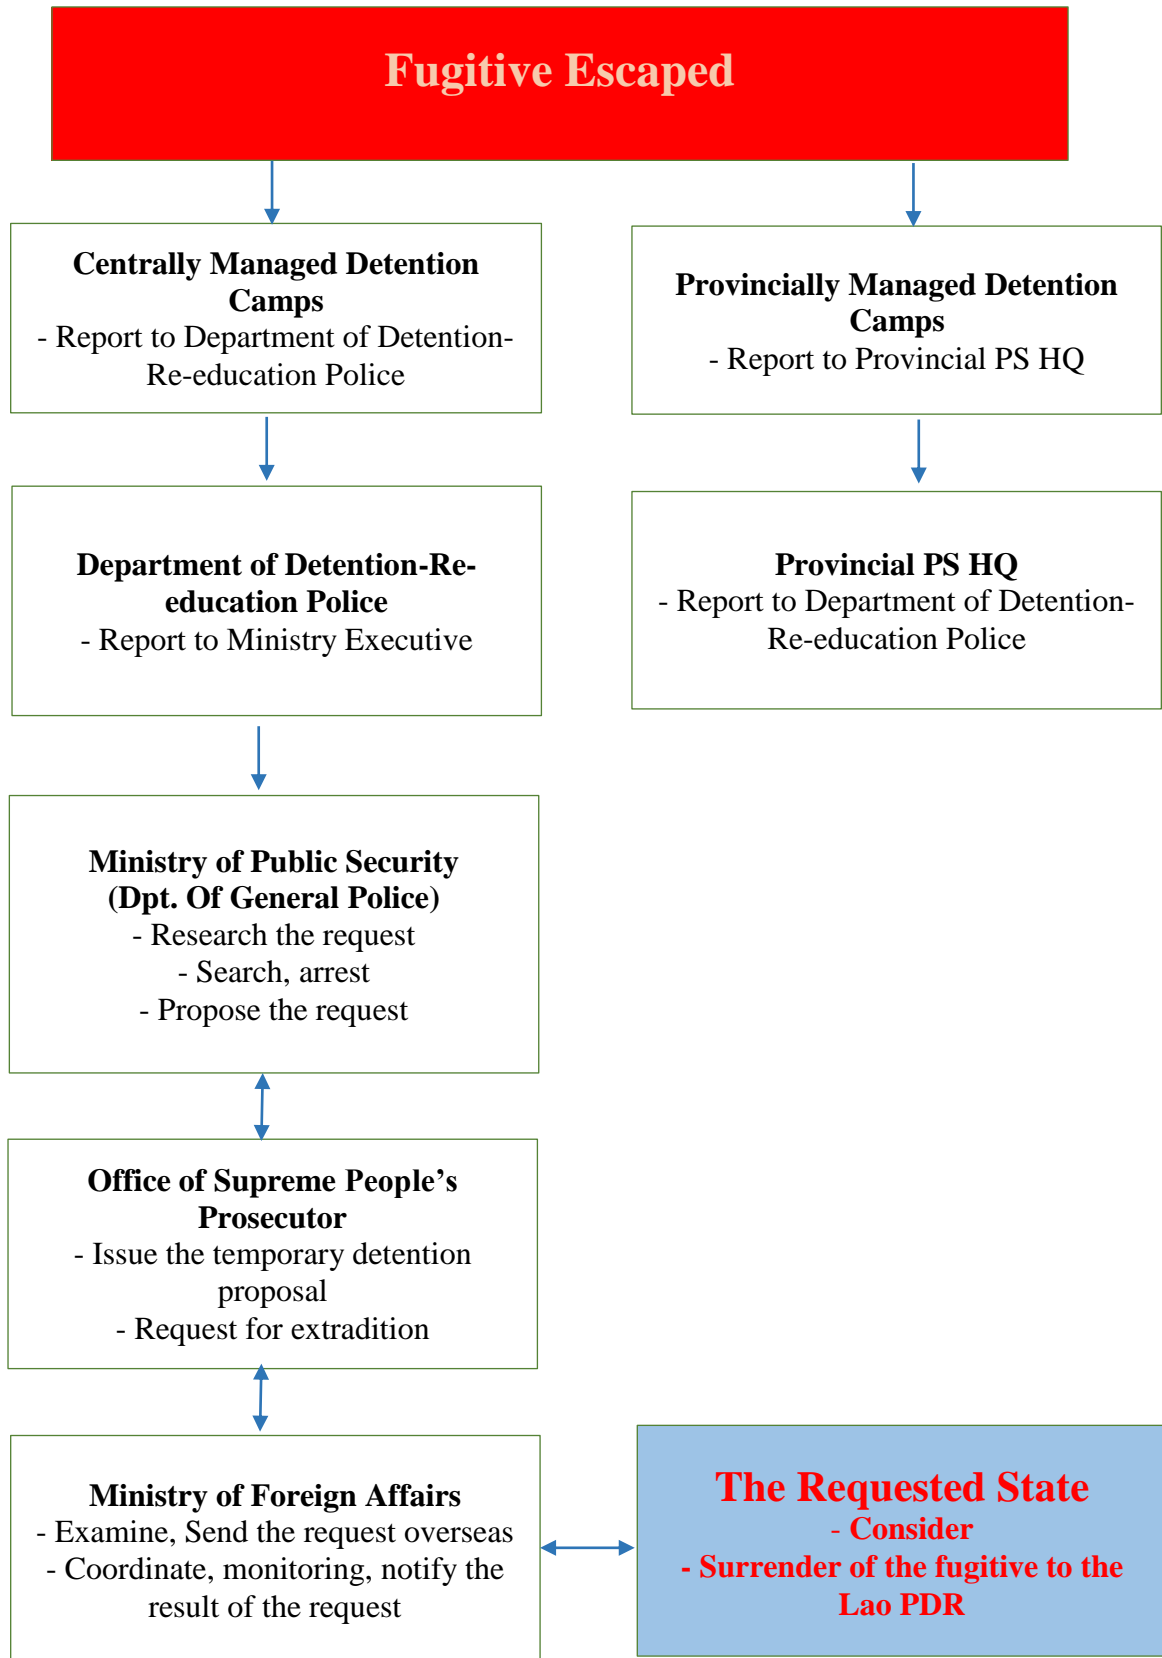 Fugitive Escaped
Centrally Managed Detention
Camps
- Report to Department of Detention-
Re-education Police
Provincially Managed Detention
Camps
- Report to Provincial PS HQ
Department of Detention-Re-
education Police
- Report to Ministry Executive
Provincial PS HQ
- Report to Department of Detention-
Re-education Police
Ministry of Public Security
(Dpt. Of General Police)
- Research the request
- Search, arrest
- Propose the request
Office of Supreme People’s
Prosecutor
- Issue the temporary detention
proposal
- Request for extradition
Ministry of Foreign Affairs
- Examine, Send the request overseas
- Coordinate, monitoring, notify the
result of the request
The Requested State
- Consider
- Surrender of the fugitive to the
Lao PDR